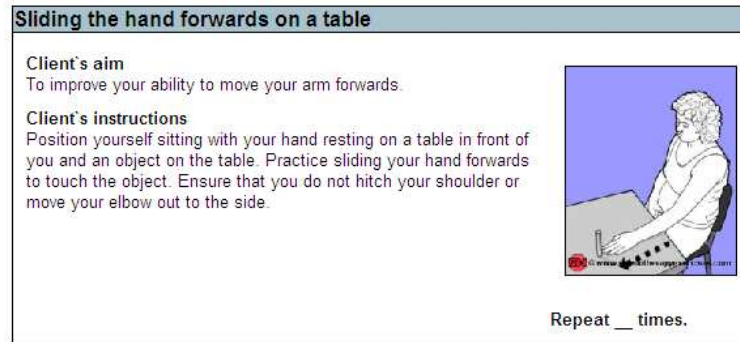 Sliding the hand forwards on a table
Client`s aim
To improve your ability to move your arm forwards.
Client`s instructions
Position yourself sitting with your hand resting on a table in front of
you and an object on the table. Practice sliding your hand forwards
to touch the object. Ensure that you do not hitch your shoulder or
move your elbow out to the side.
Repeat __ times.